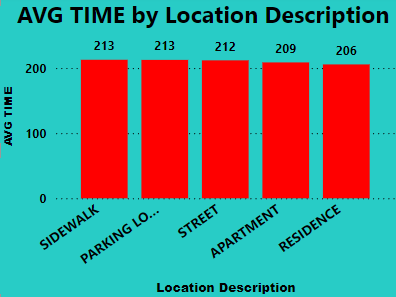 AVG TIME by Location Description
213 213 212 209 206
200
100
0
AVG TIME
SIDEWALK
PARKING LO...
STREET
APARTMENT
RESIDENCE
Location Description